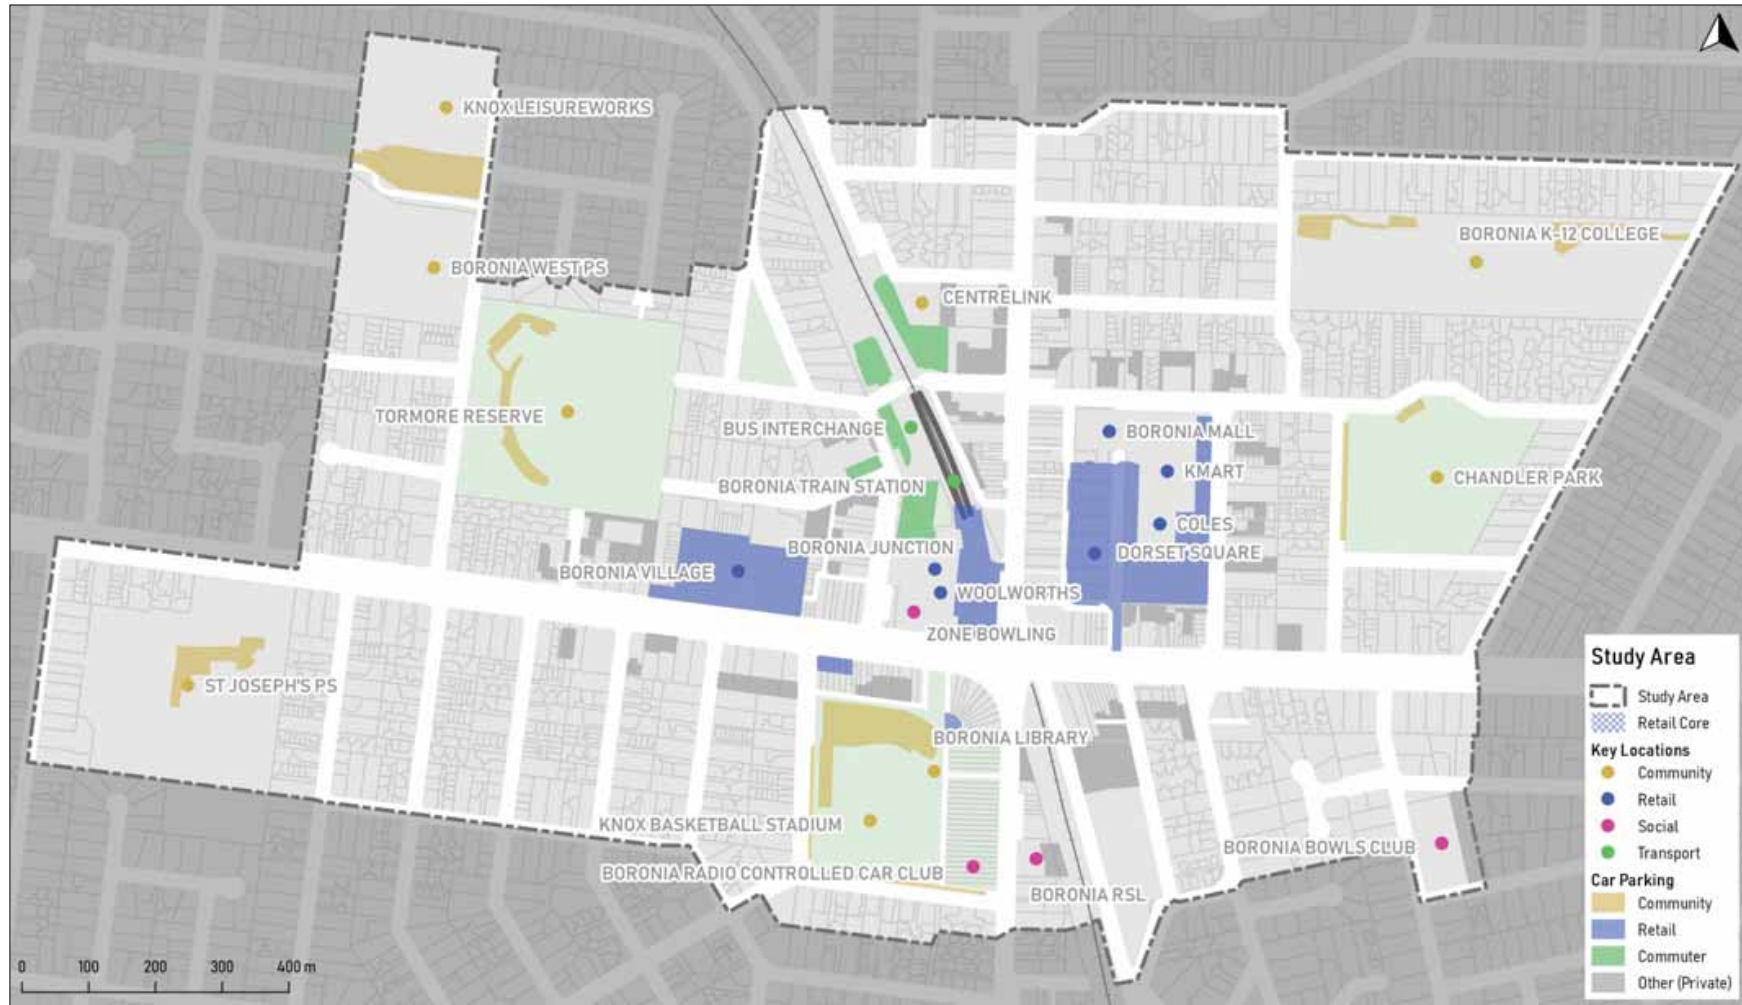 KNOX LEISUREWORKS
BORONIA K-12 COLLEGE
BORONIA WEST PS
CENTRELINK
TORMORE RESERVE
BUS INTERCHANGE
BORONIA MALL
KMART
CHANDLER PARK
BORONIA TRAIN STATION
COLES
BORONIA JUNCTION
DORSET SQUARE
BORONIA VILLAGE
WOOLWORTHS
ZONE BOWLING
ST JOSEPH'S PS
BORONIA LIBRARY
KNOX BASKETBALL STADIUM
BORONIA BOWLS CLUB
BORONIA RADIO CONTROLLED CAR CLUB
BORONIA RSL
Study Area
Study Area
Retail Core
Key Locations
Community
Retail
Social
Transport
Car Parking
Community
Retail
Commuter
Other (Private)
0 100 200 300 400 m